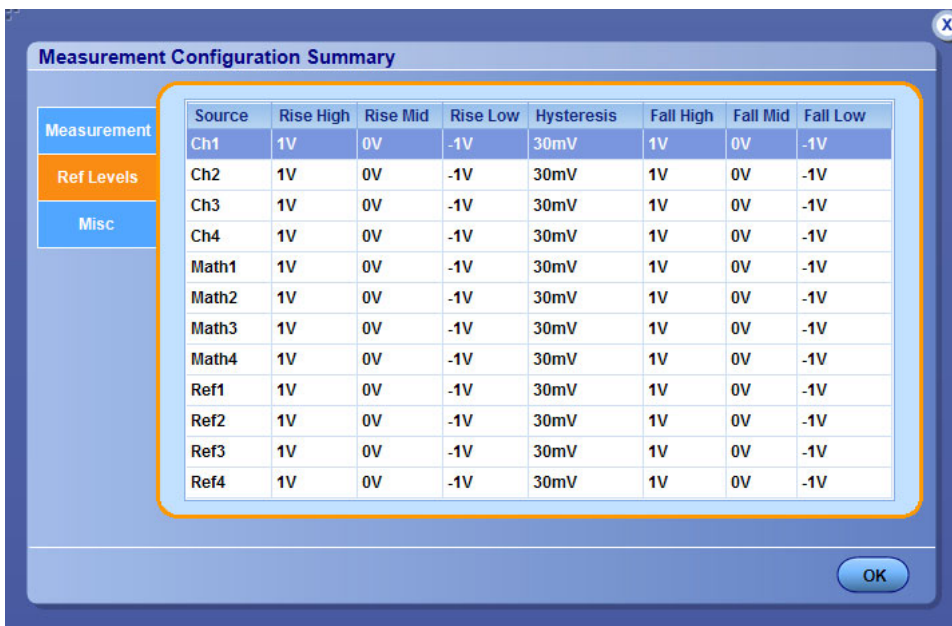 X
Measurement Configuration Summary
Measurement
Ref Levels
Misc
Source Rise High Rise Mid Rise Low Hysteresis Fall High Fall Mid Fall Low
Ch1 1V 0V -1V 30mV 1V 0V -1V
Ch2 1V 0V -1V 30mV 1V 0V -1V
Ch3 1V 0V -1V 30mV 1V 0V -1V
Ch4 1V 0V -1V 30mV 1V 0V -1V
Math1 1V 0V -1V 30mV 1V 0V -1V
Math2 1V 0V -1V 30mV 1V 0V -1V
Math3 1V 0V -1V 30mV 1V 0V -1V
Math4 1V 0V -1V 30mV 1V 0V -1V
Ref1 1V 0V -1V 30mV 1V 0V -1V
Ref2 1V 0V -1V 30mV 1V 0V -1V
Ref3 1V 0V -1V 30mV 1V 0V -1V
Ref4 1V 0V -1V 30mV 1V 0V -1V
OK